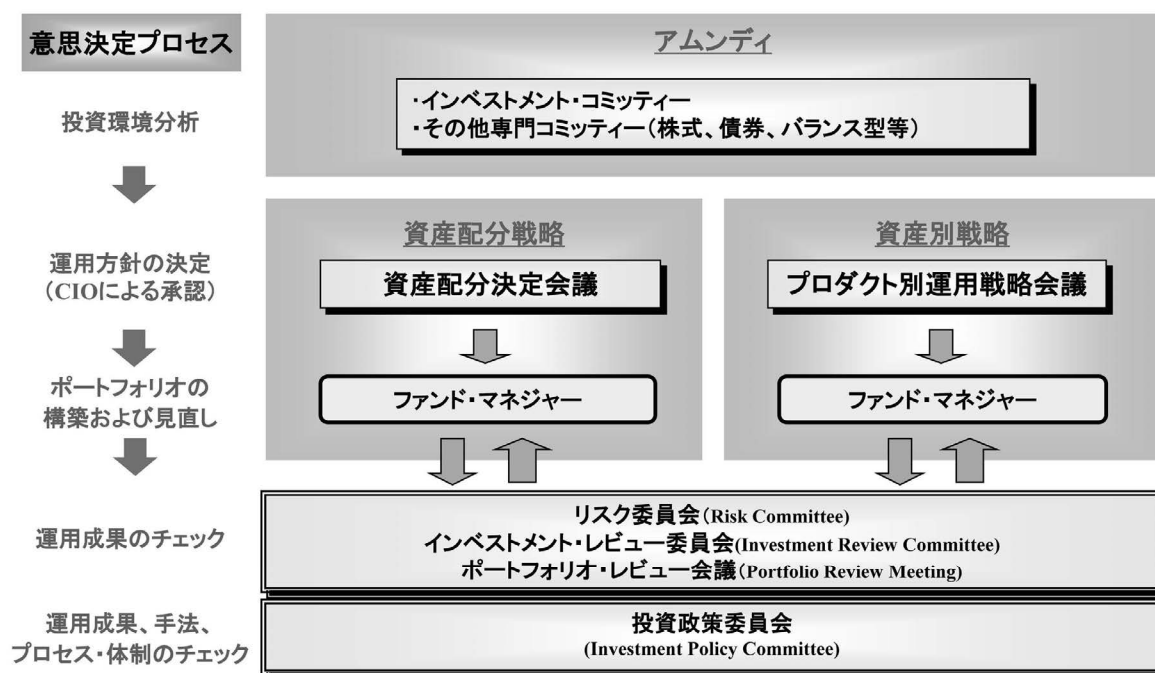 意思決定プロセス
アムンディ
投資環境分析
・インベストメント・コミッティー
・その他専門コミッティー（株式、債券、バランス型等）
資産配分戦略
資産別戦略
運用方針の決定
（CIOによる承認）
資産配分決定会議
プロダクト別運用戦略会議
ポートフォリオの
構築および見直し
ファンド・マネジャー
ファンド・マネジャー
運用成果のチェック
リスク委員会（Risk Committee）
インベストメント・レビュー委員会(Investment Review Committee)
ポートフォリオ・レビュー会議(Portfolio Review Meeting)
運用成果、手法、
プロセス・体制のチェック
投資政策委員会
(Investment Policy Committee)